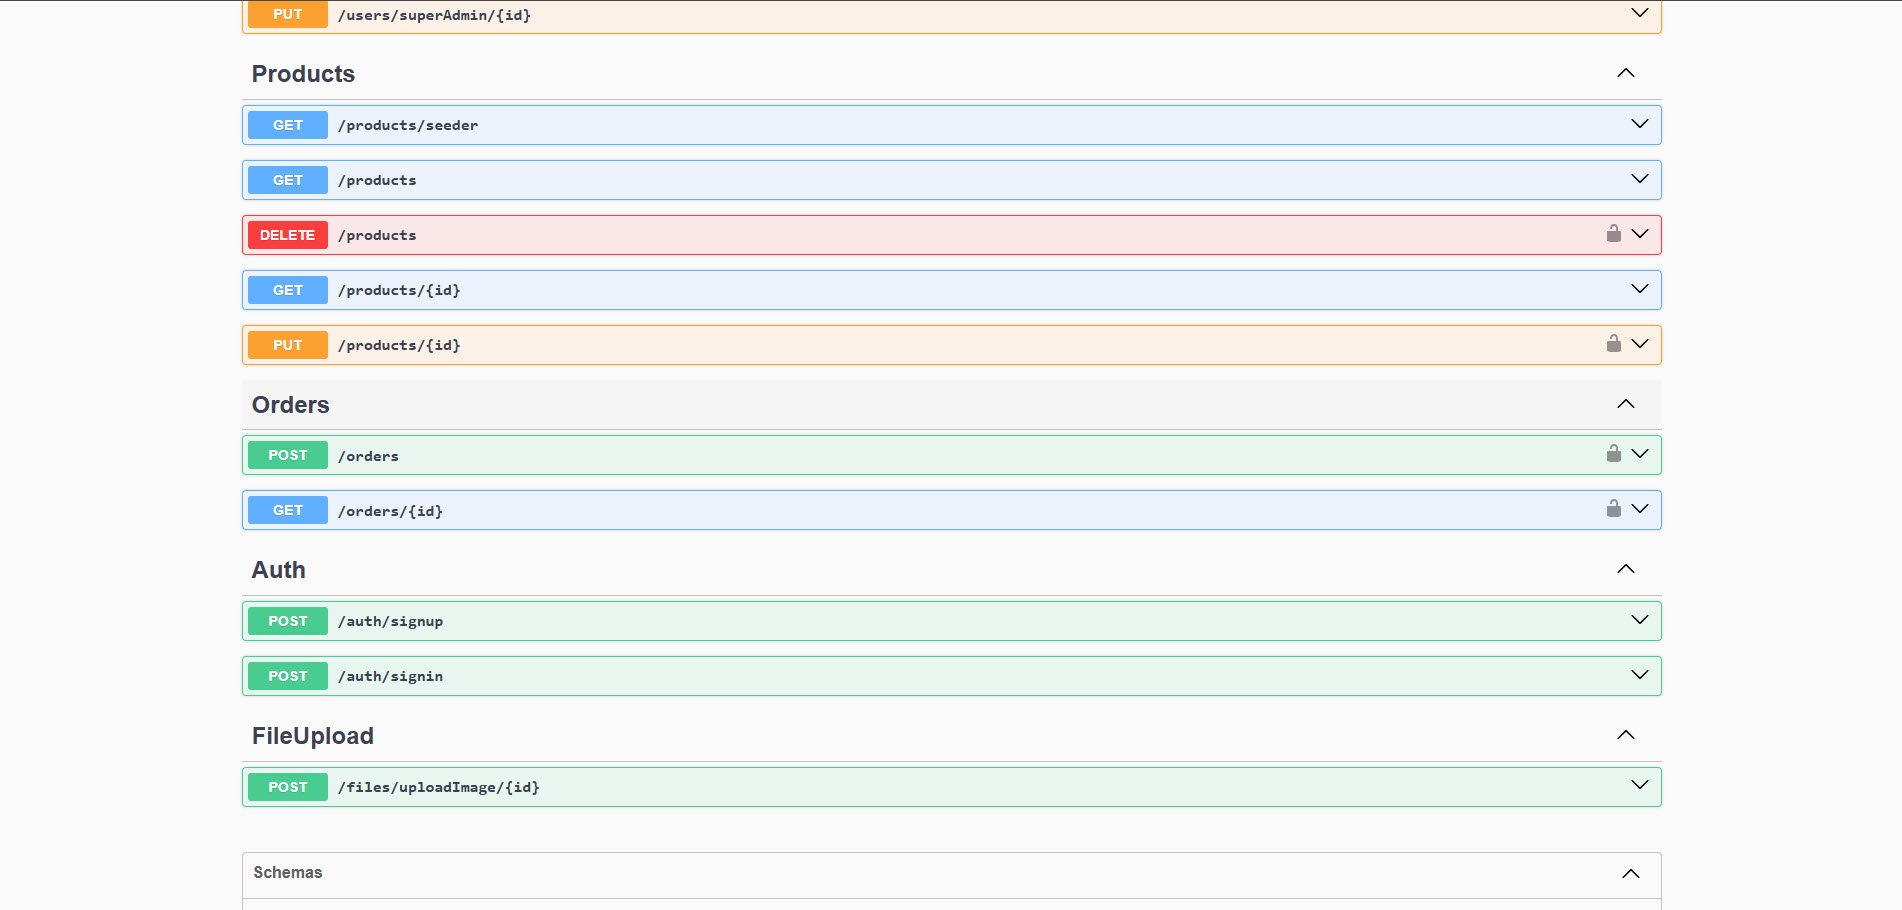 PUT /users/superAdmin/{id}
Products
GET /products/seeder
GET /products
DELETE /products
GET /products/{id}
PUT /products/{id}
Orders
POST /orders
GET /orders/{id}
Auth
POST /auth/signup
POST /auth/signin
FileUpload
POST /files/uploadImage/{id}
Schemas